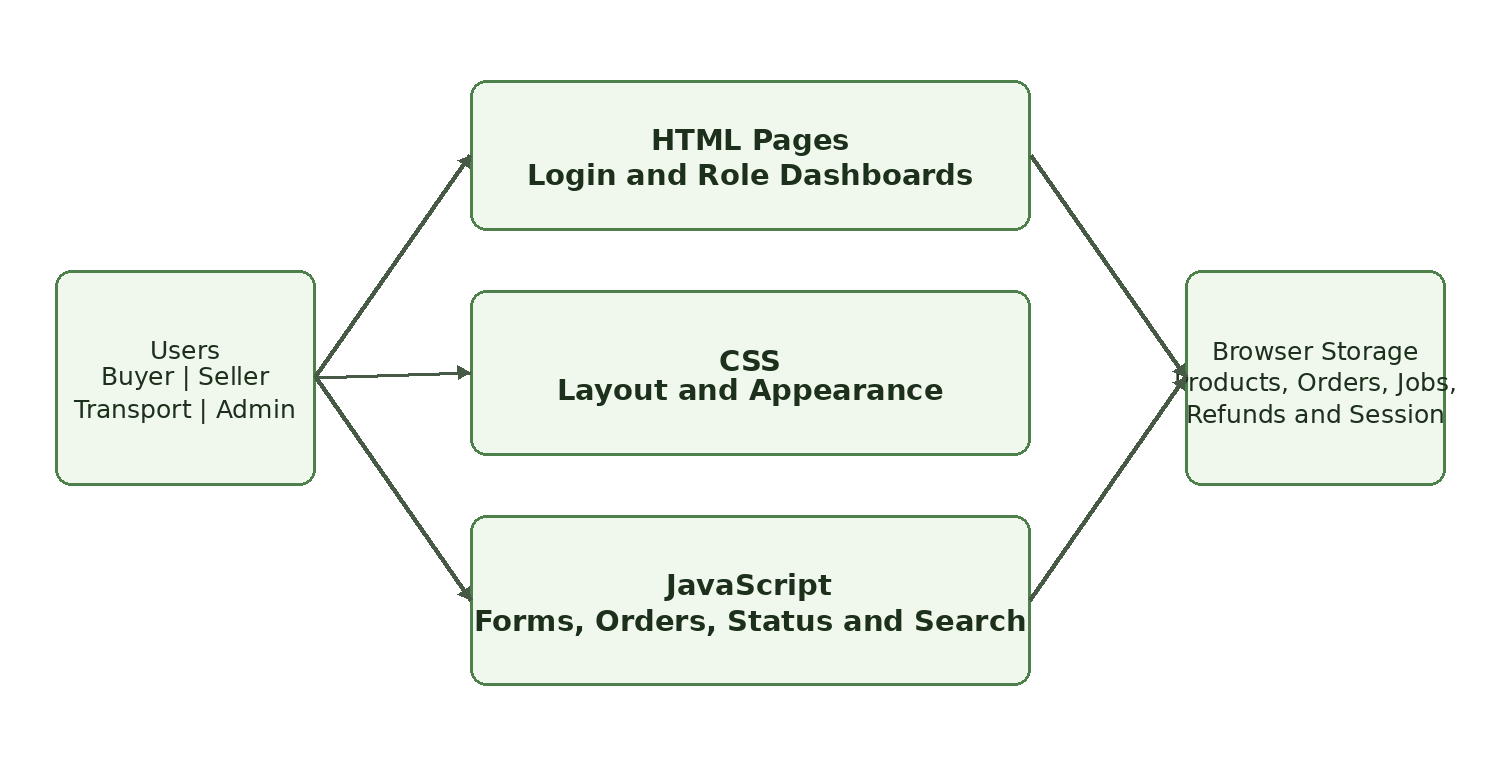 HTML Pages
Login and Role Dashboards
Users
Buyer | Seller
Transport | Admin
CSS
Layout and Appearance
Browser Storage
Products, Orders, Jobs,
Refunds and Session
JavaScript
Forms, Orders, Status and Search